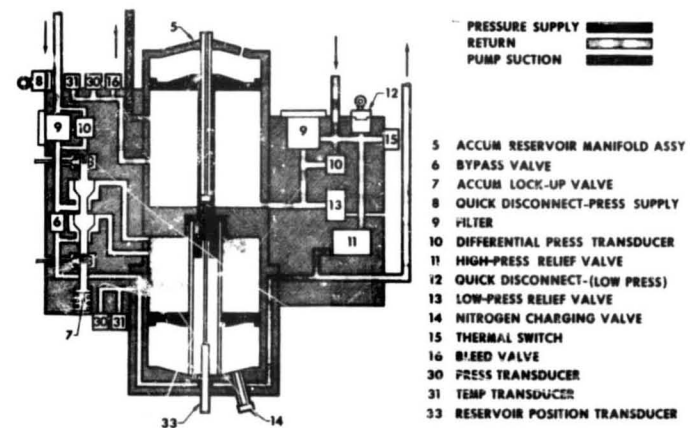 5
PRESSURE SUPPLY
RETURN
PUMP SUCTION
8 31 30 16
12
9 10
9
15
10
13
6
11
7
30 31
33
14
5 ACCUM RESERVOIR MANIFOLD ASSY
6 BYPASS VALVE
7 ACCUM LOCK-UP VALVE
8 QUICK DISCONNECT-PRESS SUPPLY
9 FILTER
10 DIFFERENTIAL PRESS TRANSDUCER
11 HIGH-PRESS RELIEF VALVE
12 QUICK DISCONNECT-(LOW PRESS)
13 LOW-PRESS RELIEF VALVE
14 NITROGEN CHARGING VALVE
15 THERMAL SWITCH
16 BLEED VALVE
30 PRESS TRANSDUCER
31 TEMP TRANSDUCER
33 RESERVOIR POSITION TRANSDUCER